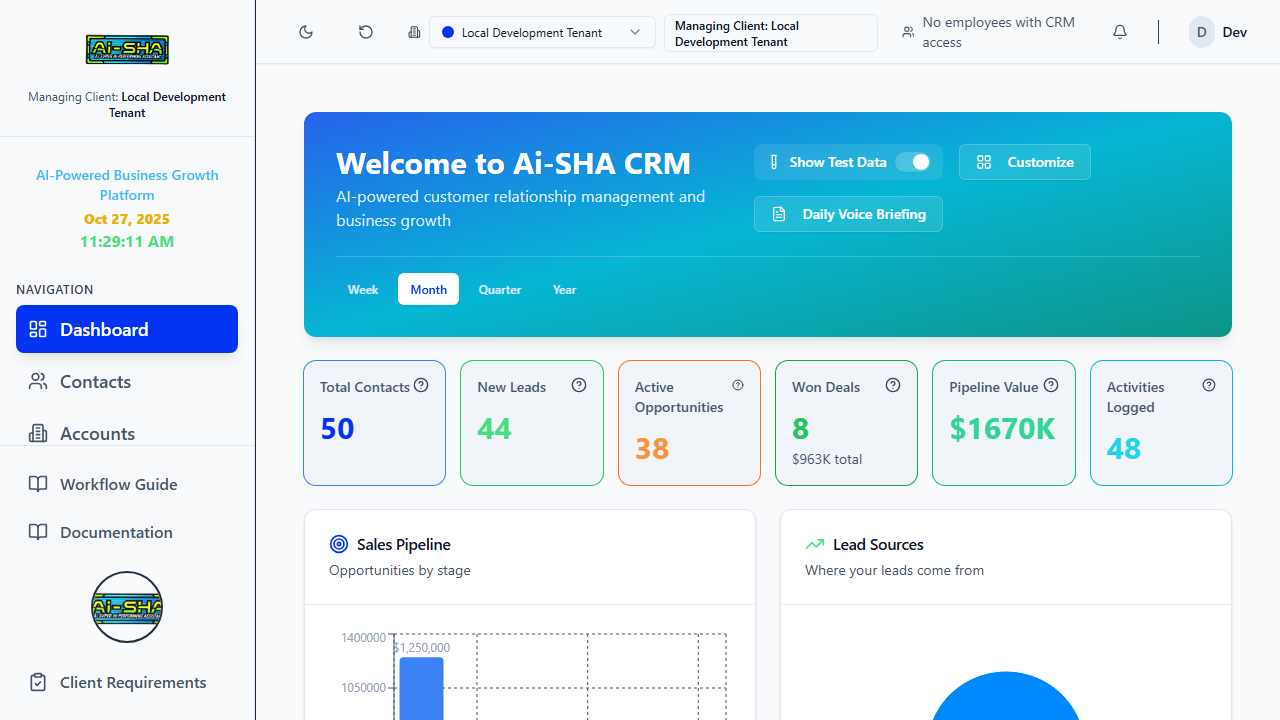 Ai-SHA
Managing Client: Local Development
Tenant
AI-Powered Business Growth
Platform
Oct 27, 2025
11:29:11 AM
NAVIGATION
Dashboard
Contacts
Accounts
Workflow Guide
Documentation
Ai-SHA
Client Requirements
Local Development Tenant
Managing Client: Local
Development Tenant
No employees with CRM
access
D
Dev
Welcome to Ai-SHA CRM
AI-powered customer relationship management and
business growth
Show Test Data
Customize
Daily Voice Briefing
Week
Month
Quarter
Year
Total Contacts
50
New Leads
44
Active
Opportunities
38
Won Deals
8
$963K total
Pipeline Value
$1670K
Activities
Logged
48
Sales Pipeline
Opportunities by stage
1400000
$1,250,000
1050000
Lead Sources
Where your leads come from